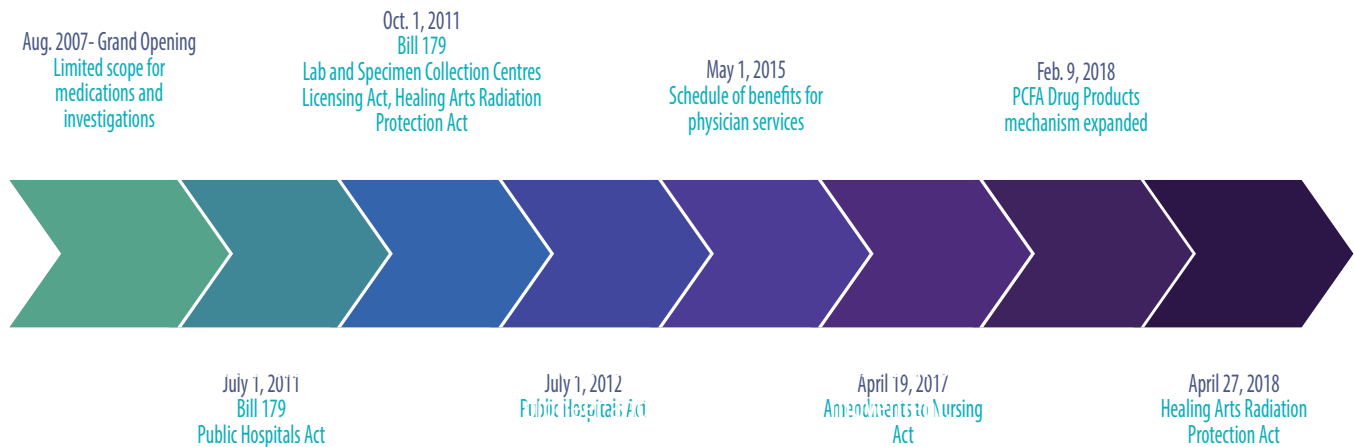 Aug. 2007- Grand Opening
Limited scope for
medications and
investigations
July 1, 2011
Bill 179
Public Hospitals Act
Oct. 1, 2011
Bill 179
Lab and Specimen Collection Centres
Licensing Act, Healing Arts Radiation
Protection Act
July 1, 2012
Public Hospitals Act
May 1, 2015
Schedule of benefits for
physician services
April 19, 2017
Amendments to Nursing
Act
Feb. 9, 2018
PCFA Drug Products
mechanism expanded
April 27, 2018
Healing Arts Radiation
Protection Act